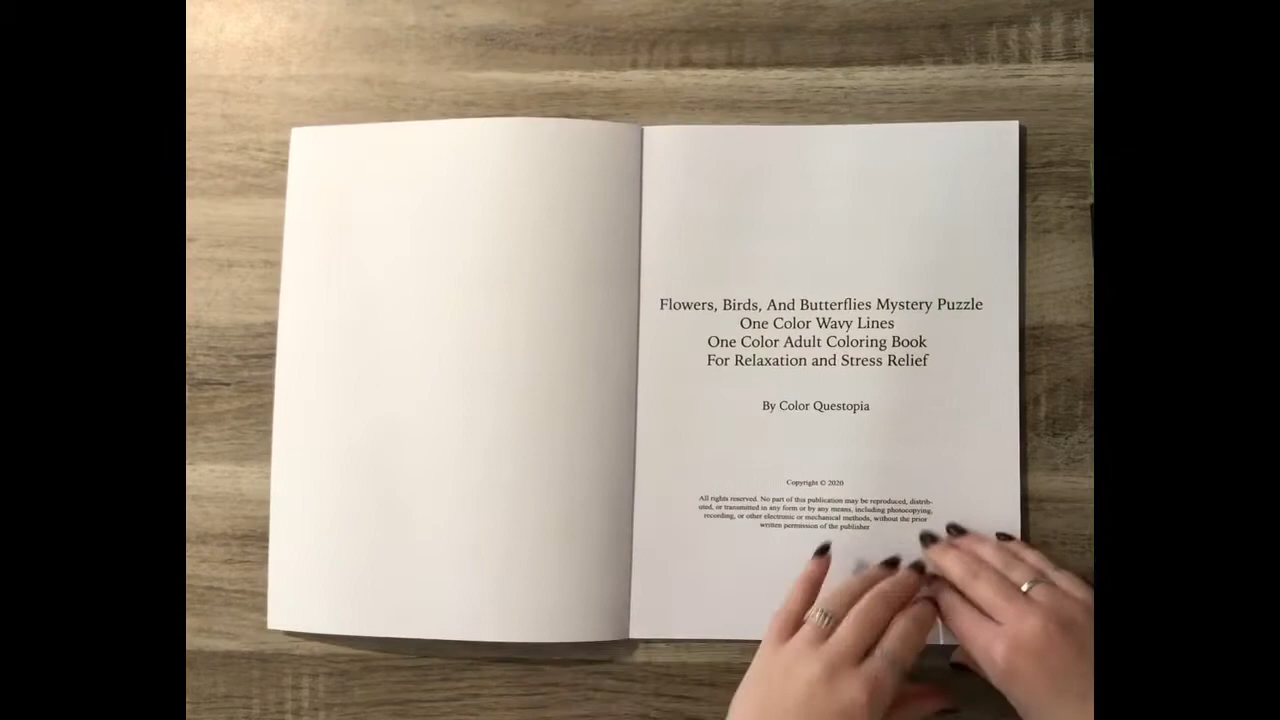 Flowers, Birds, And Butterflies Mystery Puzzle
One Color Wavy Lines
One Color Adult Coloring Book
For Relaxation and Stress Relief
By Color Questopia
Copyright © 2020
All rights reserved. No part of this publication may be reproduced, distrib-
uted, or transmitted in any form or by any means, including photocopying,
recording, or other electronic or mechanical methods, without the prior
written permission of the publisher